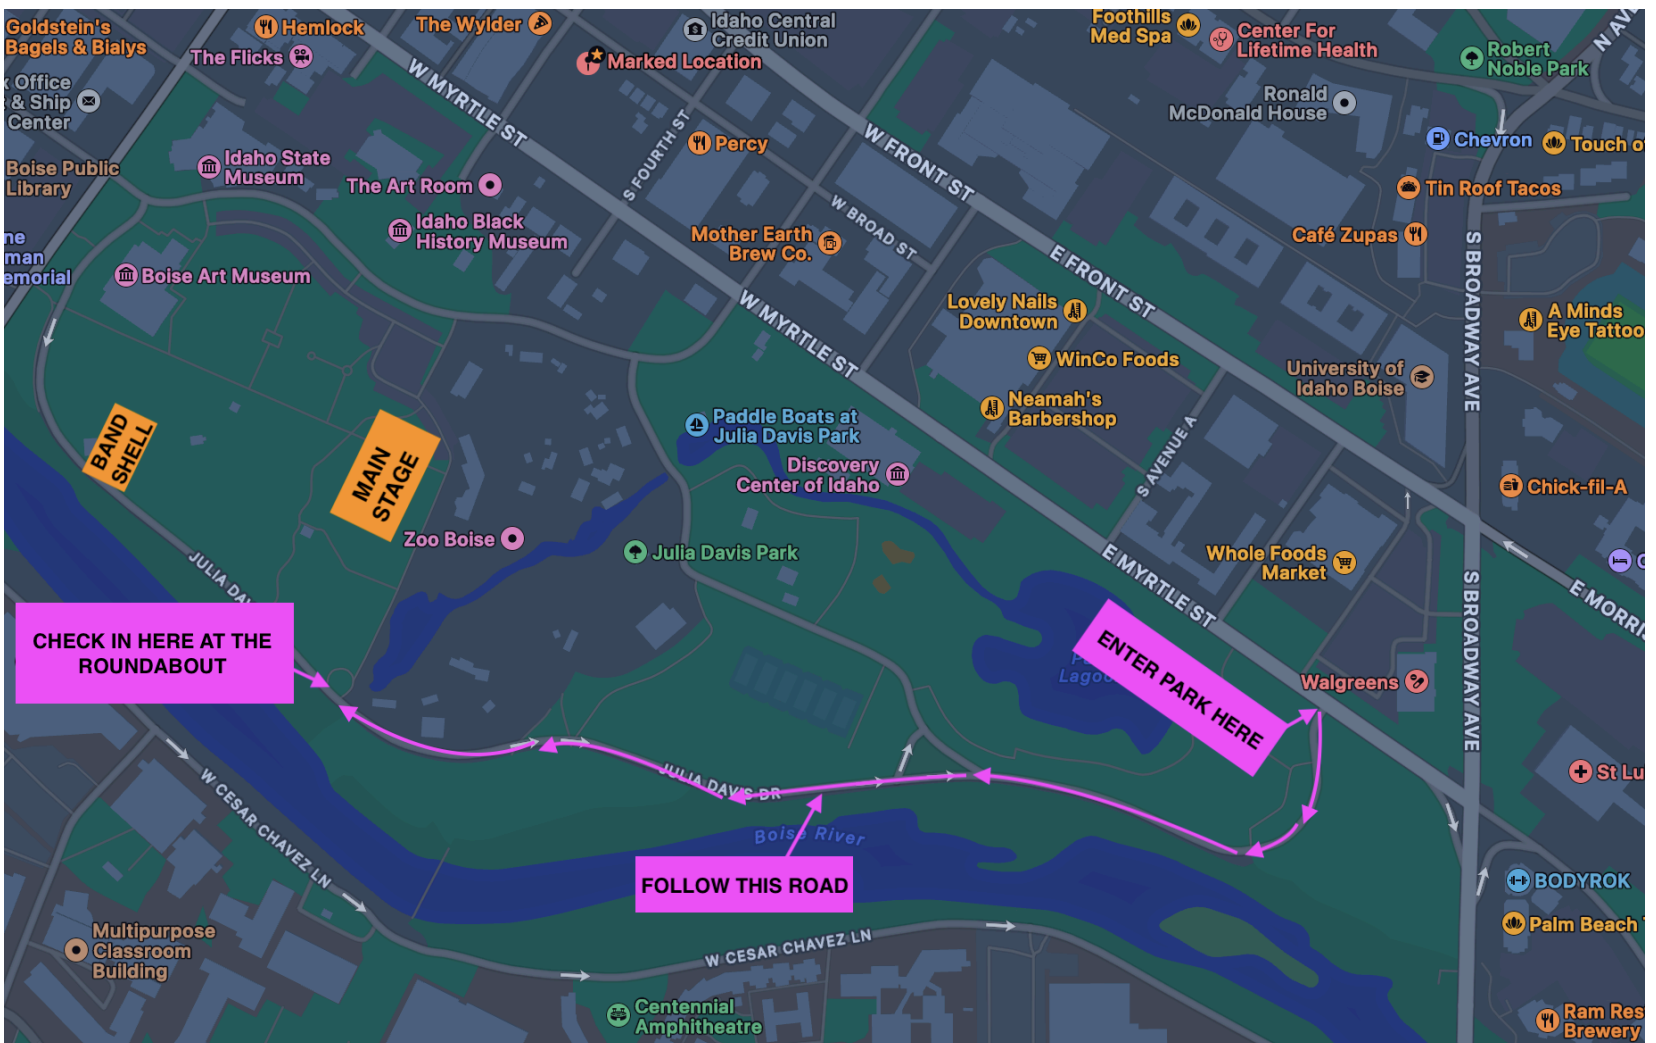 Goldstein's
Bagels & Bialys
Hemlock
The Wylder
Idaho Central
Credit Union
Foothills
Med Spa
Center For
Lifetime Health
Robert
Noble Park
N AVE
The Flicks
Marked Location
Office
& Ship
Center
W MYRTLE ST
Ronald
McDonald House
Chevron
Touch o
Percy
W FRONT ST
S FOURTH ST
Boise Public
Library
Idaho State
Museum
The Art Room
Tin Roof Tacos
Idaho Black
History Museum
W BROAD ST
Mother Earth
Brew Co.
Café Zupas
ne
man
emorial
Boise Art Museum
E FRONT ST
S BROADWAY AVE
Lovely Nails
Downtown
A Minds
Eye Tattoo
W MYRTLE ST
WinCo Foods
University of
Idaho Boise
Neamah's
Barbershop
Paddle Boats at
Julia Davis Park
BAND
SHELL
MAIN
STAGE
Discovery
Center of Idaho
S AVENUE A
Chick-fil-A
Zoo Boise
Julia Davis Park
Whole Foods
Market
E MYRTLE ST
E MORRI
S BROADWAY AVE
JULIA DAV
CHECK IN HERE AT THE
ROUNDABOUT
ENTER PARK HERE
Lagoo
Walgreens
JULIA DAVIS DR
St Lu
W CESAR CHAVEZ LN
Boise River
FOLLOW THIS ROAD
BODYROK
Palm Beach
Multipurpose
Classroom
Building
W CESAR CHAVEZ LN
Centennial
Amphitheatre
Ram Res
Brewery